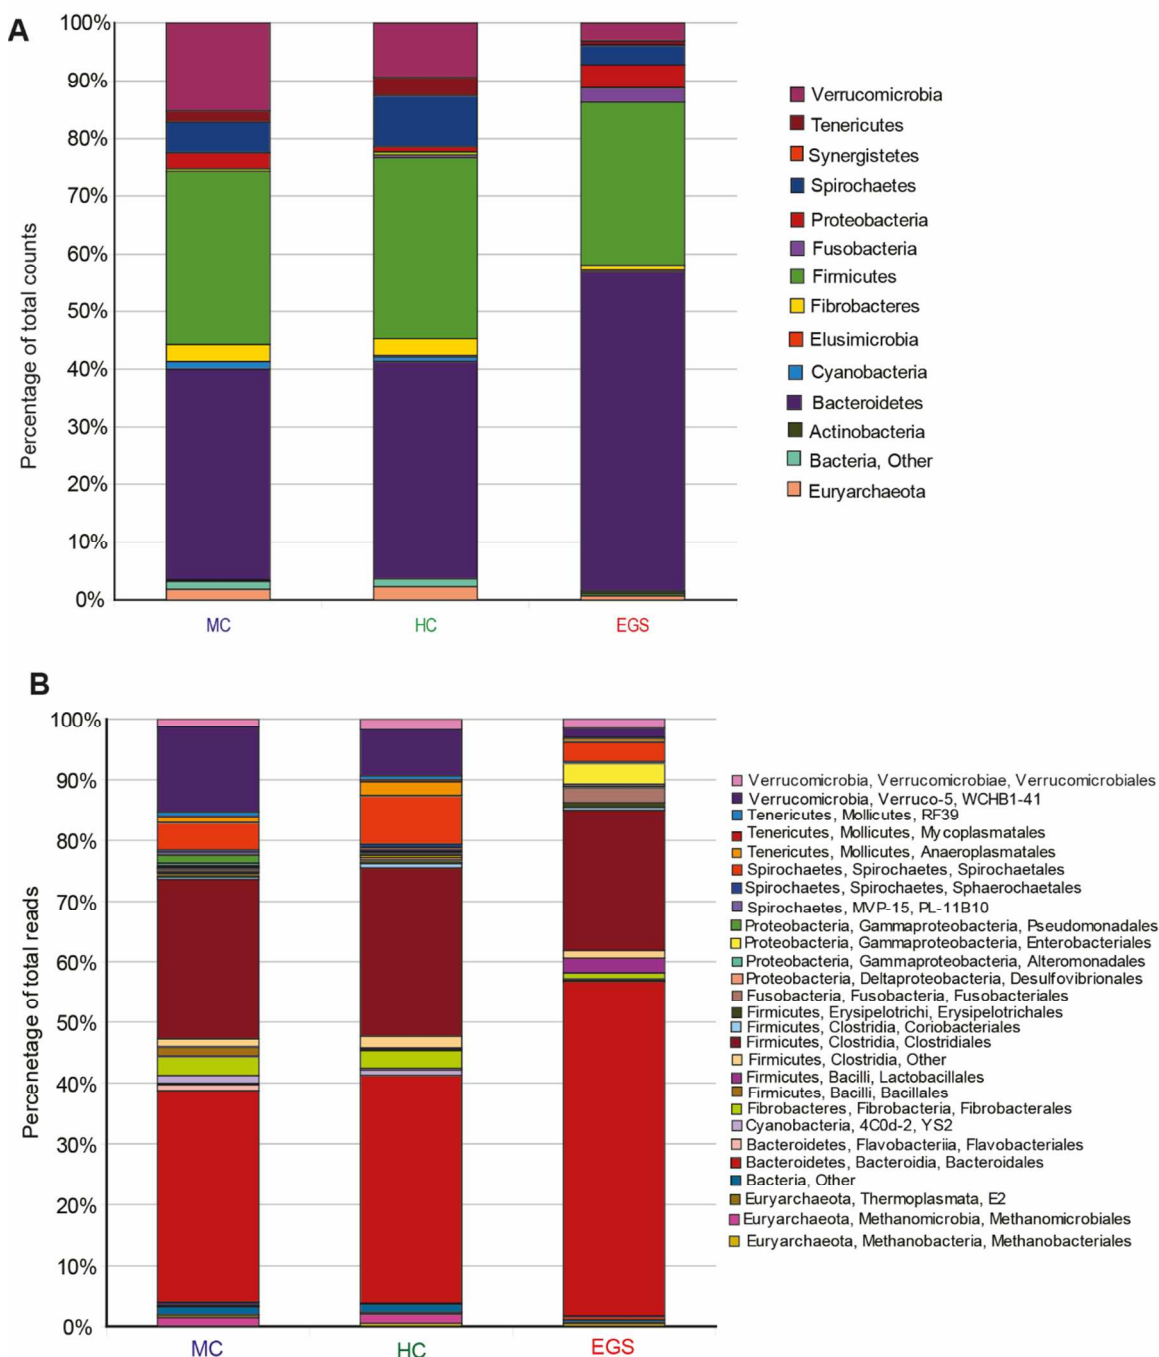 A
100%
90%
80%
70%
60%
50%
40%
30%
20%
10%
0%
Percentage of total counts
MC
HC
EGS
Verrucomicrobia
Tenericutes
Synergistetes
Spirochaetes
Proteobacteria
Fusobacteria
Firmicutes
Fibrobacteres
Elusimicrobia
Cyanobacteria
Bacteroidetes
Actinobacteria
Bacteria, Other
Euryarchaeota
B
100%
90%
80%
70%
60%
50%
40%
30%
20%
10%
0%
Percenetage of total reads
MC
HC
EGS
Verrucomicrobia, Verrucomicrobiae, Verrucomicrobiales
Verrucomicrobia, Verruco-5, WCHB1-41
Tenericutes, Mollicutes, RF39
Tenericutes, Mollicutes, Mycoplasmatales
Tenericutes, Mollicutes, Anaeroplasmatales
Spirochaetes, Spirochaetes, Spirochaetales
Spirochaetes, Spirochaetes, Sphaerochaetales
Spirochaetes, MVP-15, PL-11B10
Proteobacteria, Gammaproteobacteria, Pseudomonadales
Proteobacteria, Gammaproteobacteria, Enterobacteriales
Proteobacteria, Gammaproteobacteria, Alteromonadales
Proteobacteria, Deltaproteobacteria, Desulfovibrionales
Fusobacteria, Fusobacteria, Fusobacteriales
Firmicutes, Erysipelotrichi, Erysipelotrichales
Firmicutes, Clostridia, Coriobacteriales
Firmicutes, Clostridia, Clostridiales
Firmicutes, Clostridia, Other
Firmicutes, Bacilli, Lactobacillales
Firmicutes, Bacilli, Bacillales
Fibrobacteres, Fibrobacteria, Fibrobacterales
Cyanobacteria, 4C0d-2, YS2
Bacteroidetes, Flavobacteriia, Flavobacteriales
Bacteroidetes, Bacteroidia, Bacteroidales
Bacteria, Other
Euryarchaeota, Thermoplasmata, E2
Euryarchaeota, Methanomicrobia, Methanomicrobiales
Euryarchaeota, Methanobacteria, Methanobacteriales